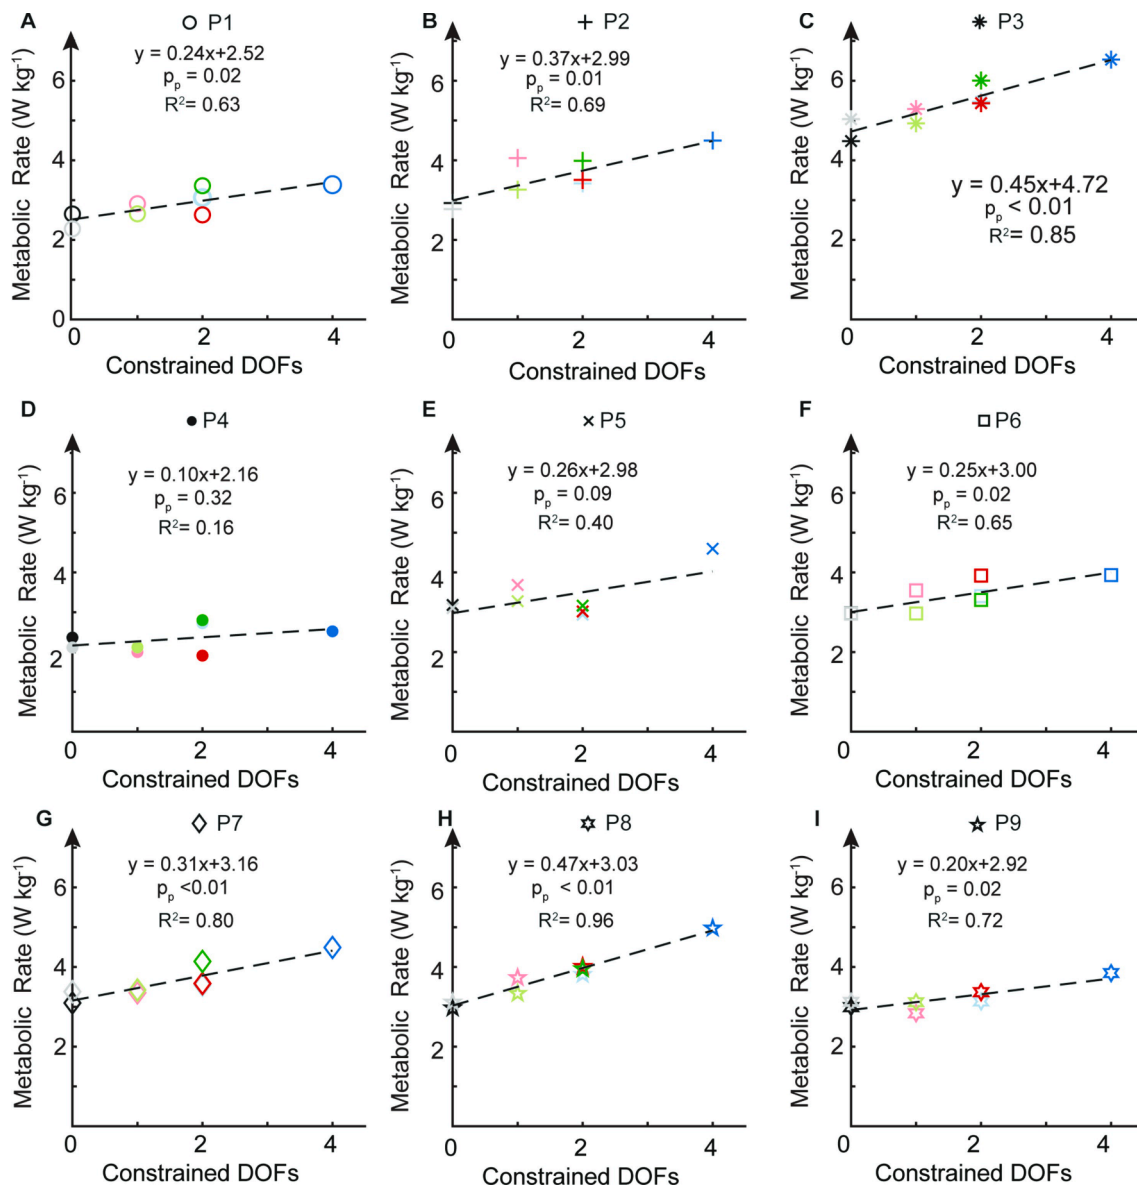 A P1
y = 0.24x+2.52
pₚ = 0.02
R²= 0.63
Metabolic Rate (W kg⁻¹)
6
4
2
0
0 2 4
Constrained DOFs
B P2
y = 0.37x+2.99
pₚ = 0.01
R²= 0.69
Metabolic Rate (W kg⁻¹)
6
4
2
0 2 4
Constrained DOFs
C P3
Metabolic Rate (W kg⁻¹)
6
4
2
y = 0.45x+4.72
pₚ < 0.01
R²= 0.85
0 2 4
Constrained DOFs
D P4
y = 0.10x+2.16
pₚ = 0.32
R²= 0.16
Metabolic Rate (W kg⁻¹)
6
4
2
0 2 4
Constrained DOFs
E P5
y = 0.26x+2.98
pₚ = 0.09
R²= 0.40
Metabolic Rate (W kg⁻¹)
6
4
2
0 2 4
Constrained DOFs
F P6
y = 0.25x+3.00
pₚ = 0.02
R²= 0.65
Metabolic Rate (W kg⁻¹)
6
4
2
0 2 4
Constrained DOFs
G P7
y = 0.31x+3.16
pₚ <0.01
R²= 0.80
Metabolic Rate (W kg⁻¹)
6
4
2
0 2 4
Constrained DOFs
H P8
y = 0.47x+3.03
pₚ < 0.01
R²= 0.96
Metabolic Rate (W kg⁻¹)
6
4
2
0 2 4
Constrained DOFs
I P9
y = 0.20x+2.92
pₚ = 0.02
R²= 0.72
Metabolic Rate (W kg⁻¹)
6
4
2
0 2 4
Constrained DOFs